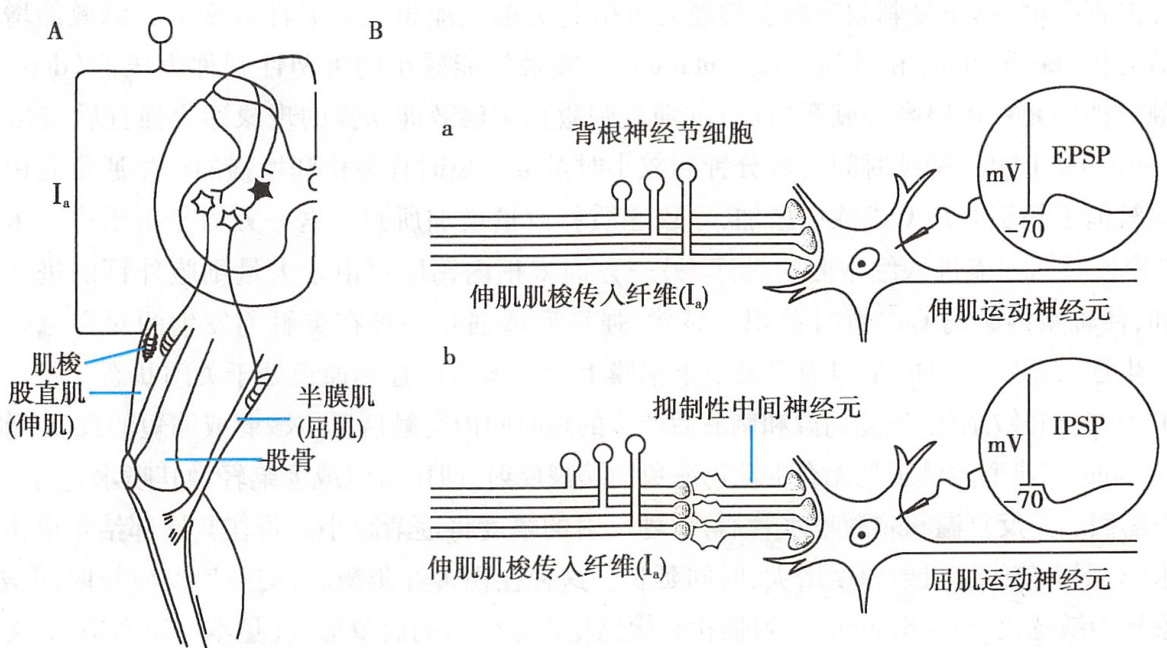 A
B
Iₐ
肌梭
股直肌
(伸肌)
半膜肌
(屈肌)
股骨
a
背根神经节细胞
伸肌肌梭传入纤维(Iₐ)
EPSP
mV
-70
伸肌运动神经元
b
抑制性中间神经元
伸肌肌梭传入纤维(Iₐ)
IPSP
mV
-70
屈肌运动神经元